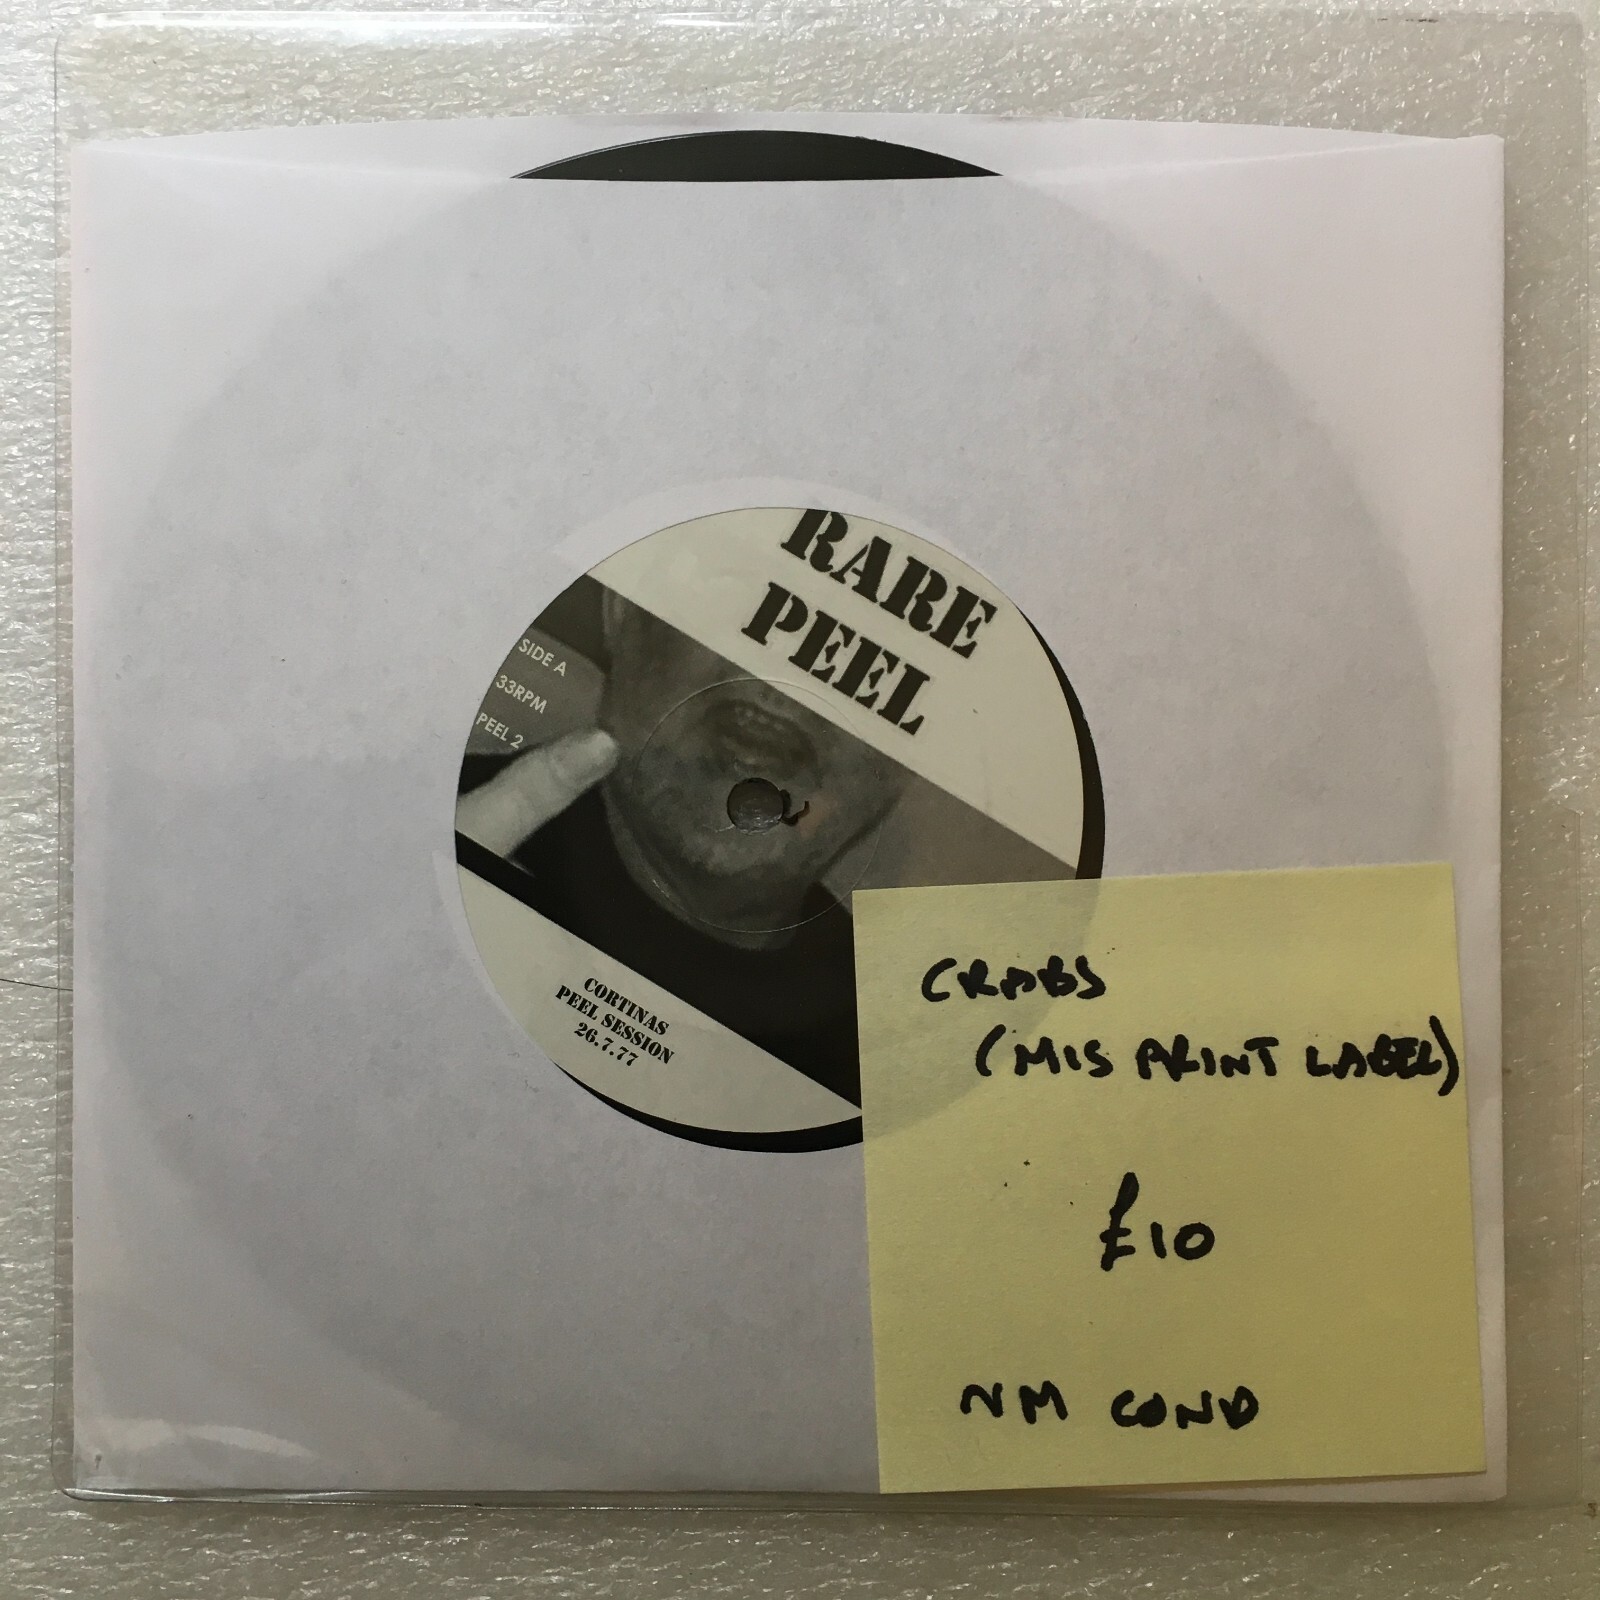 RARE
PEEL
SIDE A
33RPM
PEEL 2
CORTINAS
PEEL SESSION
26.7.77
CRABS
(MIS PRINT LABEL)
£10
NM COND